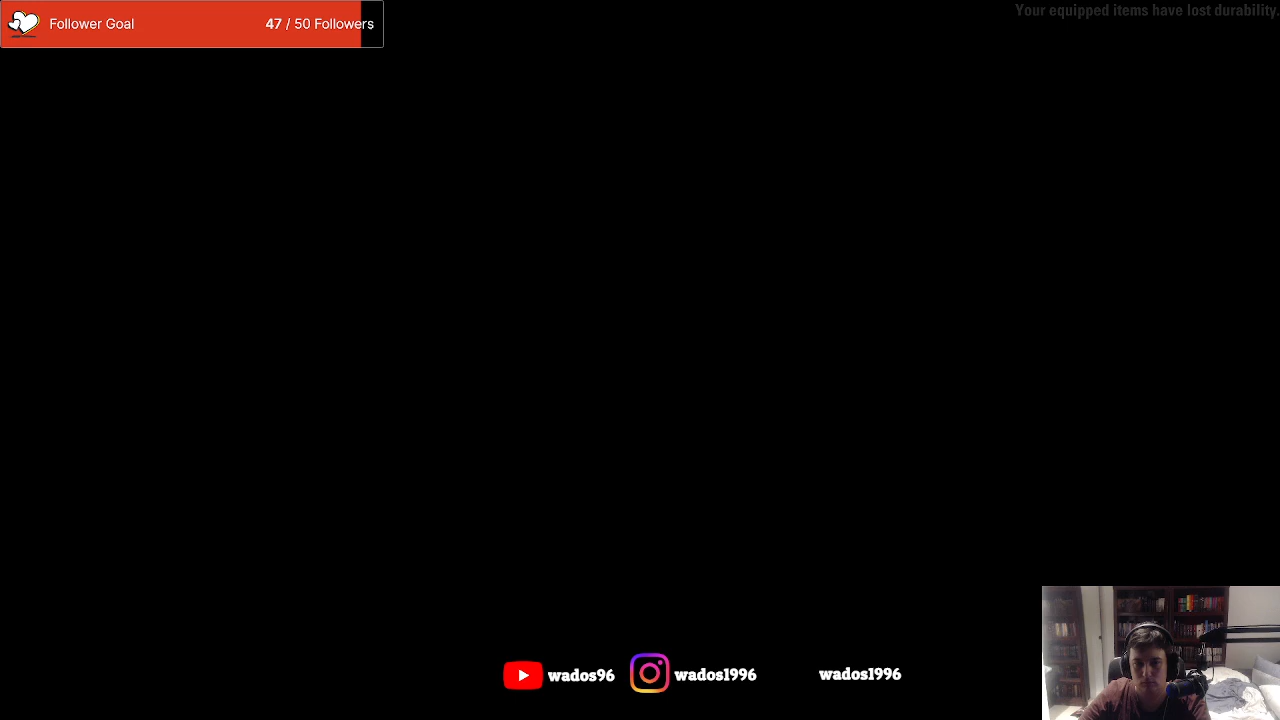 Follower Goal 47 / 50 Followers
Your equipped items have lost durability.
wados96 wados1996 wados1996